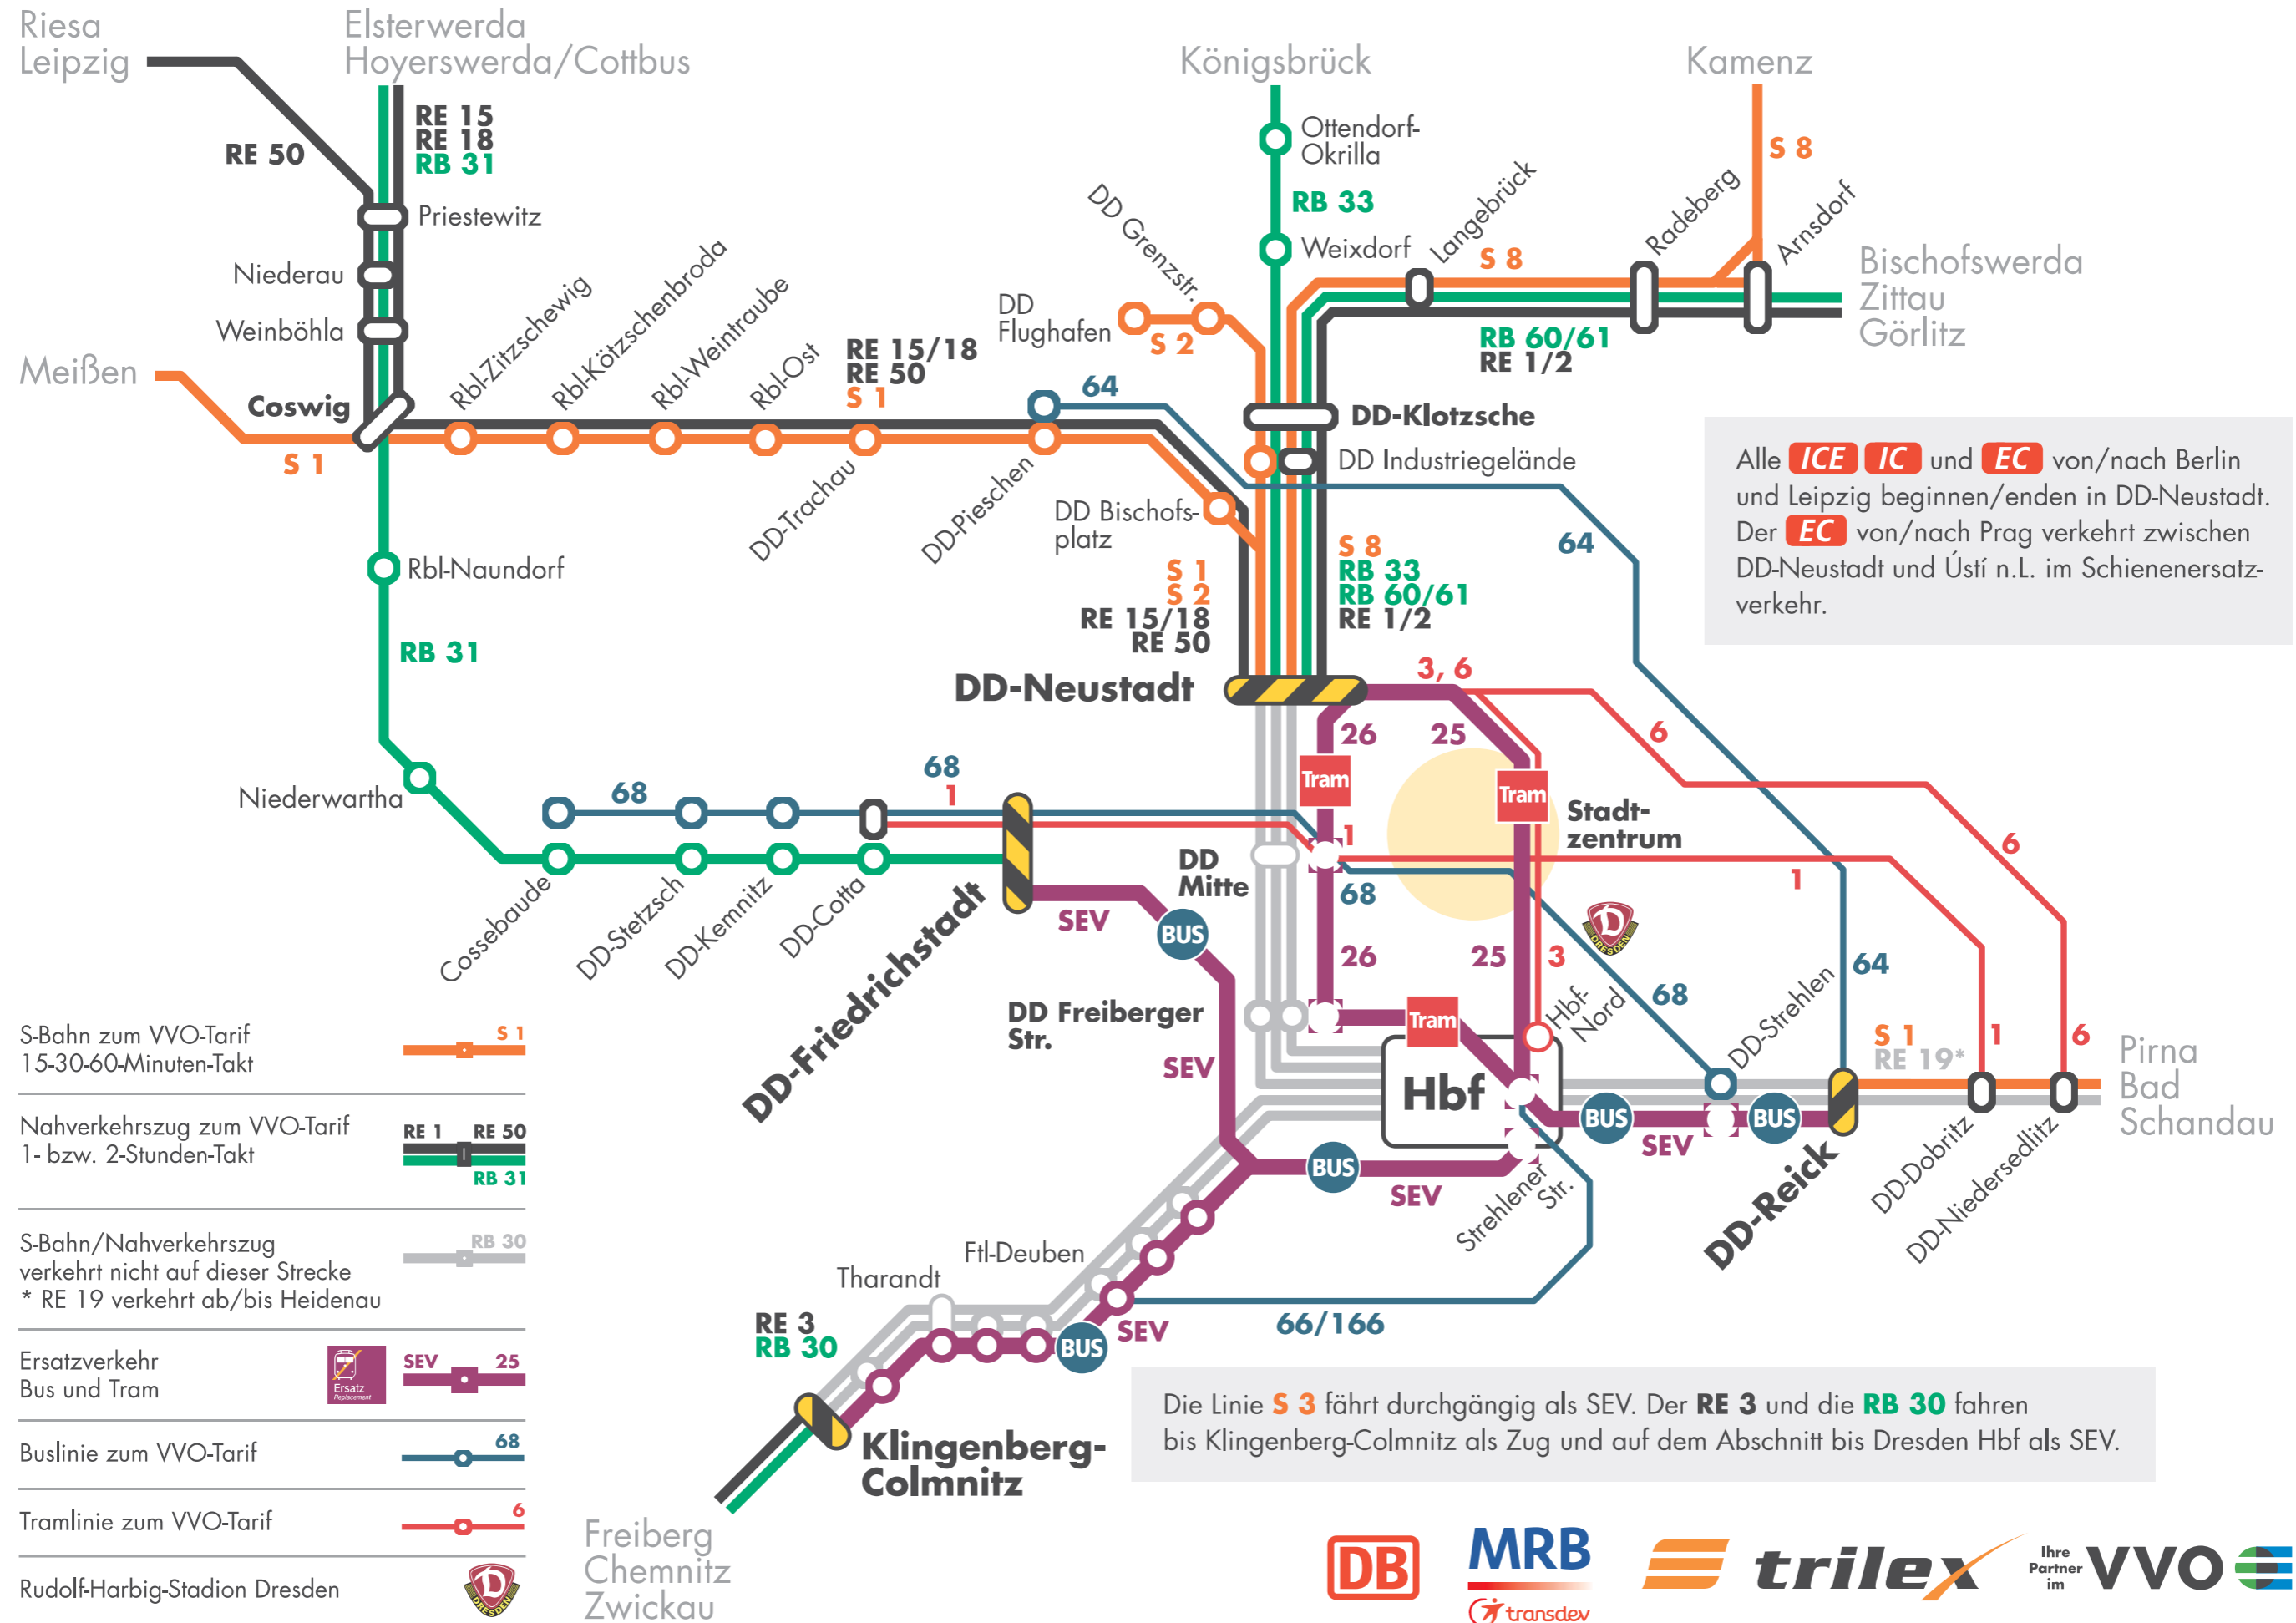 Riesa
Leipzig
Elsterwerda
Hoyerswerda/Cottbus
Königsbrück
Kamenz
RE 15
RE 18
RB 31
RE 50
Ottendorf-
Okrilla
S 8
RB 33
Priestewitz
Niederau
Weinböhla
DD Grenzstr.
Weixdorf
Langebrück
S 8
Radeberg
Arnsdorf
Bischofswerda
Zittau
Görlitz
DD
Flughafen
S 2
RB 60/61
RE 1/2
Meißen
Coswig
S 1
Rbl-Zitzschewig
Rbl-Kötzschenbroda
Rbl-Weintraube
Rbl-Ost
RE 15/18
RE 50
S 1
64
DD-Trachau
DD-Pieschen
DD-Klotzsche
DD Industriegelände
DD Bischofs-
platz
64
Alle ICE IC und EC von/nach Berlin
und Leipzig beginnen/enden in DD-Neustadt.
Der EC von/nach Prag verkehrt zwischen
DD-Neustadt und Ústí n.L. im Schienenersatz-
verkehr.
Rbl-Naundorf
RB 31
S 1
S 2
RE 15/18
RE 50
S 8
RB 33
RB 60/61
RE 1/2
DD-Neustadt
3, 6
26
25
6
Tram
Tram
Stadt-
zentrum
Niederwartha
68
68
1
1
6
1
DD
Mitte
68
Cossebaude
DD-Stetzsch
DD-Kemnitz
DD-Cotta
DD-Friedrichstadt
SEV
BUS
26
25
3
D
DRESDEN
68
64
DD Freiberger
Str.
Tram
Hbf-
Nord
DD-Strehlen
S 1
RE 19*
1
6
Pirna
Bad
Schandau
SEV
Hbf
BUS
SEV
BUS
DD-Reick
DD-Dobritz
DD-Niedersedlitz
BUS
SEV
Strehlener
Str.
Ftl-Deuben
Tharandt
RE 3
RB 30
BUS
SEV
66/166
Klingenberg-
Colmnitz
Freiberg
Chemnitz
Zwickau
Die Linie S 3 fährt durchgängig als SEV. Der RE 3 und die RB 30 fahren
bis Klingenberg-Colmnitz als Zug und auf dem Abschnitt bis Dresden Hbf als SEV.
S-Bahn zum VVO-Tarif
15-30-60-Minuten-Takt
S 1
Nahverkehrszug zum VVO-Tarif
1- bzw. 2-Stunden-Takt
RE 1 RE 50
RB 31
S-Bahn/Nahverkehrszug
verkehrt nicht auf dieser Strecke
* RE 19 verkehrt ab/bis Heidenau
RB 30
Ersatzverkehr
Bus und Tram
Ersatz
Replacement
SEV 25
Buslinie zum VVO-Tarif
68
Tramlinie zum VVO-Tarif
6
Rudolf-Harbig-Stadion Dresden
D
DRESDEN
DB
MRB
transdev
trilex
Ihre
Partner
im
VVO